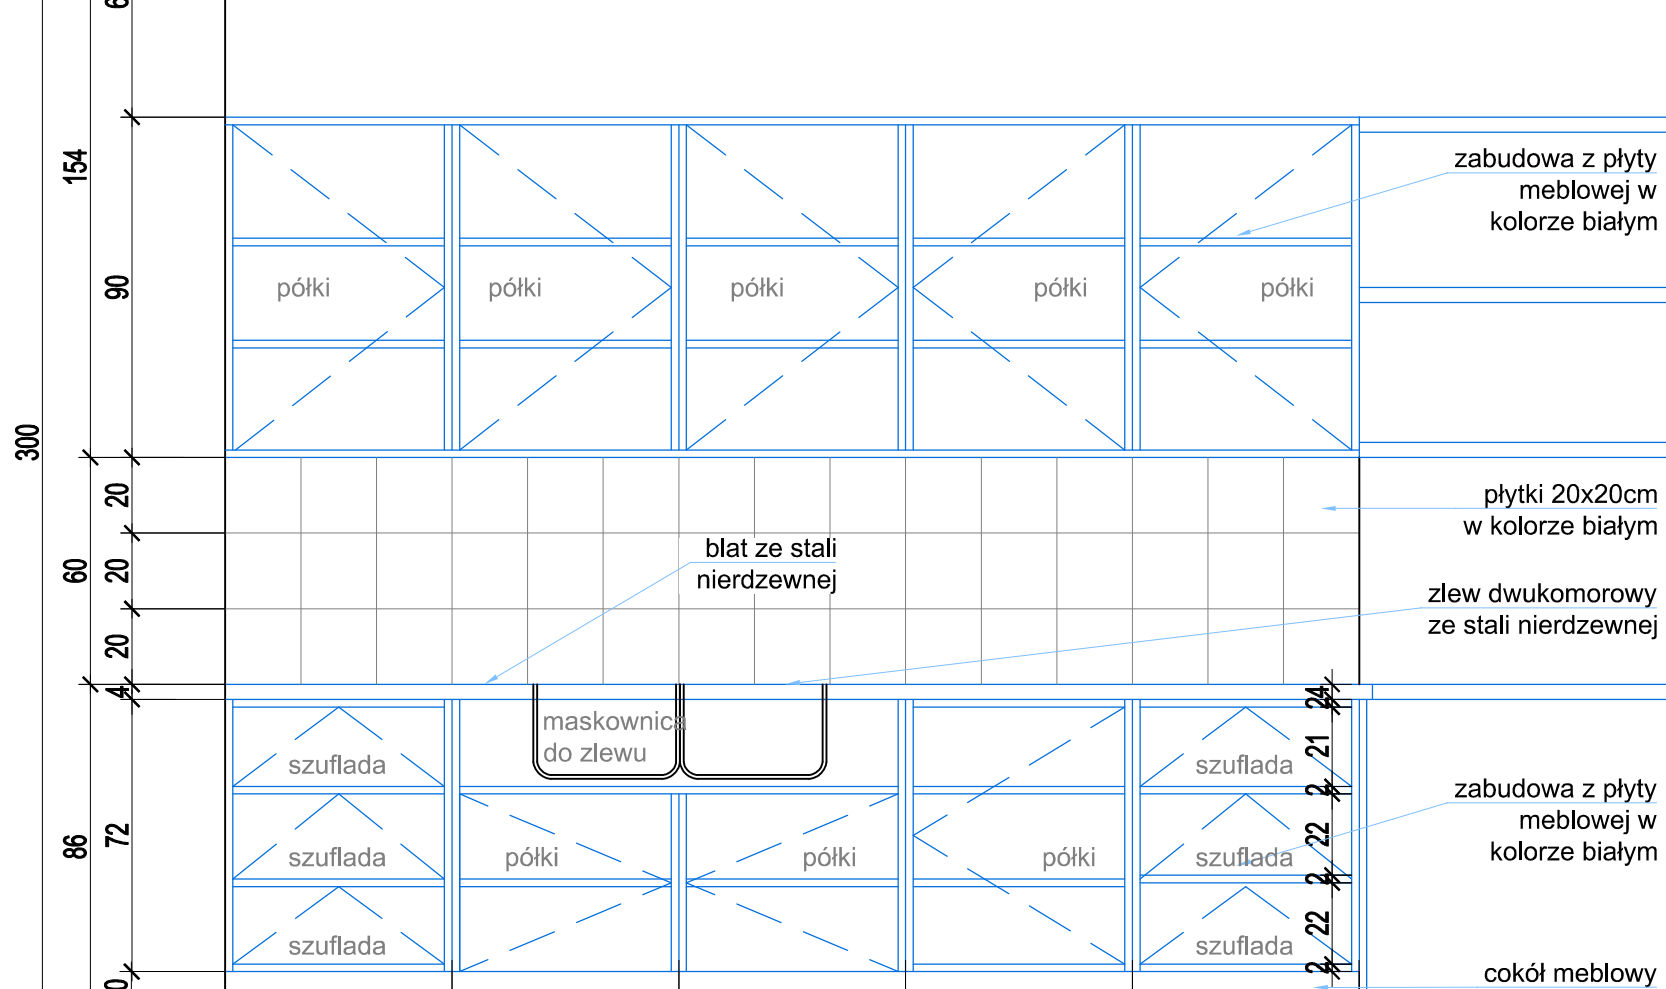 154
zabudowa z płyty
meblowej w
kolorze białym
90
półki
półki
półki
półki
półki
300
20
płytki 20x20cm
w kolorze białym
60
20
blat ze stali
nierdzewnej
zlew dwukomorowy
ze stali nierdzewnej
20
4
24
maskownica
do zlewu
szuflada
szuflada
21
2
zabudowa z płyty
meblowej w
kolorze białym
86
72
szuflada
półki
półki
półki
szuflada
22
2
szuflada
szuflada
22
2
cokół meblowy